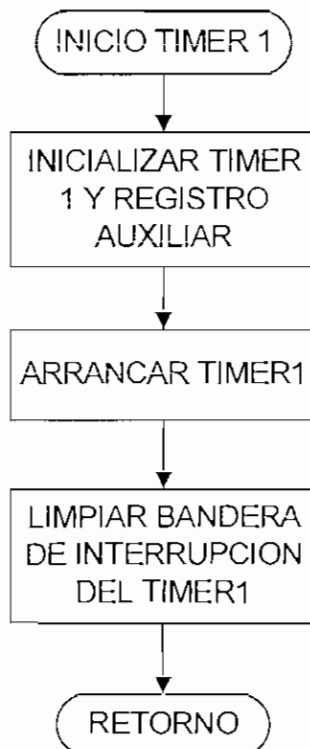 INICIO TIMER 1
INICIALIZAR TIMER
1 Y REGISTRO
AUXILIAR
ARRANCAR TIMER1
LIMPIAR BANDERA
DE INTERRUPCION
DEL TIMER1
RETORNO